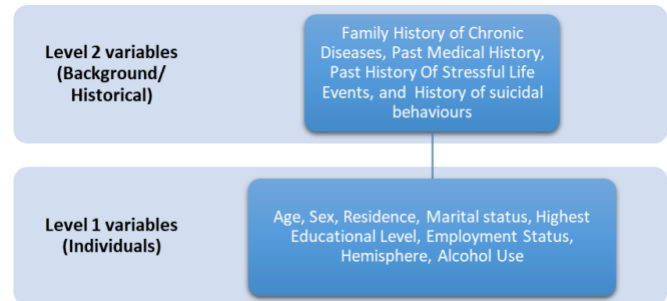 Level 2 variables
(Background/
Historical)
Family History of Chronic
Diseases, Past Medical History,
Past History Of Stressful Life
Events, and History of suicidal
behaviours
Level 1 variables
(Individuals)
Age, Sex, Residence, Marital status, Highest
Educational Level, Employment Status,
Hemisphere, Alcohol Use